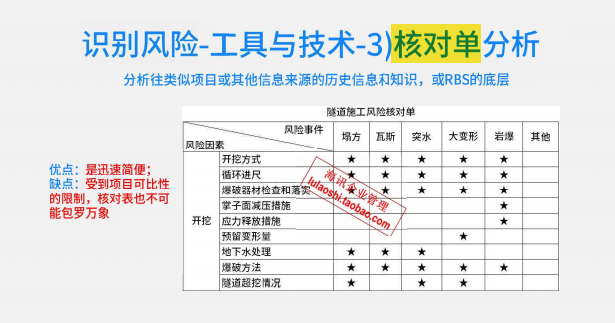 识别风险-工具与技术-3)核对单分析
分析往类似项目或其他信息来源的历史信息和知识，或RBS的底层
优点：是迅速简便；
缺点：受到项目可比性
的限制，核对表也不可
能包罗万象
隧道施工风险核对单
风险事件
风险因素
塌方 瓦斯 突水 大变形 岩爆 其他
开挖
开挖方式 ★ ★ ★ ★ ★
循环进尺 ★ ★ ★ ★ ★
爆破器材检查和落实 ★ ★ ★ ★ ★
掌子面减压措施 ★
应力释放措施 ★
预留变形量 ★
地下水处理 ★ ★ ★
爆破方法 ★ ★ ★ ★ ★
隧道超挖情况 ★ ★ ★
海讯企业管理
lulaoshi.taobao.com